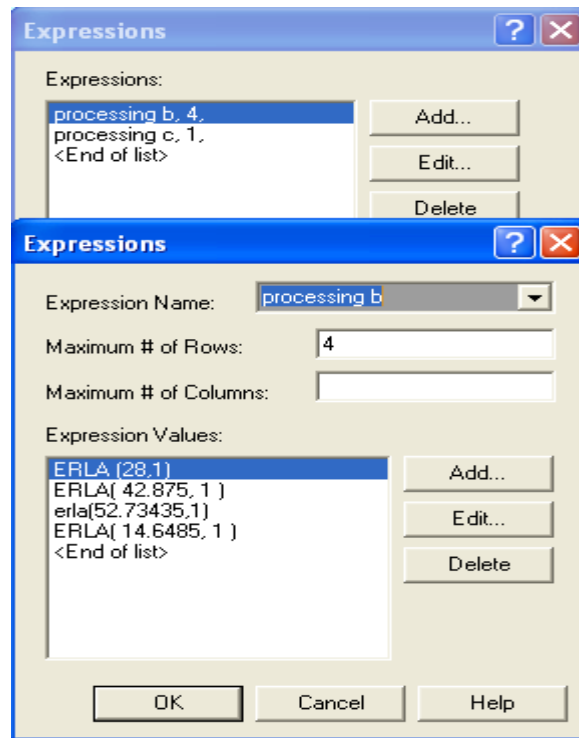 Expressions
Expressions:
processing b, 4,
processing c, 1,
<End of list>
Add...
Edit...
Delete
Expressions
Expression Name: processing b
Maximum # of Rows: 4
Maximum # of Columns:
Expression Values:
ERLA (28,1)
ERLA( 42.875, 1 )
erla(52.73435,1)
ERLA( 14.6485, 1 )
<End of list>
Add...
Edit...
Delete
OK Cancel Help